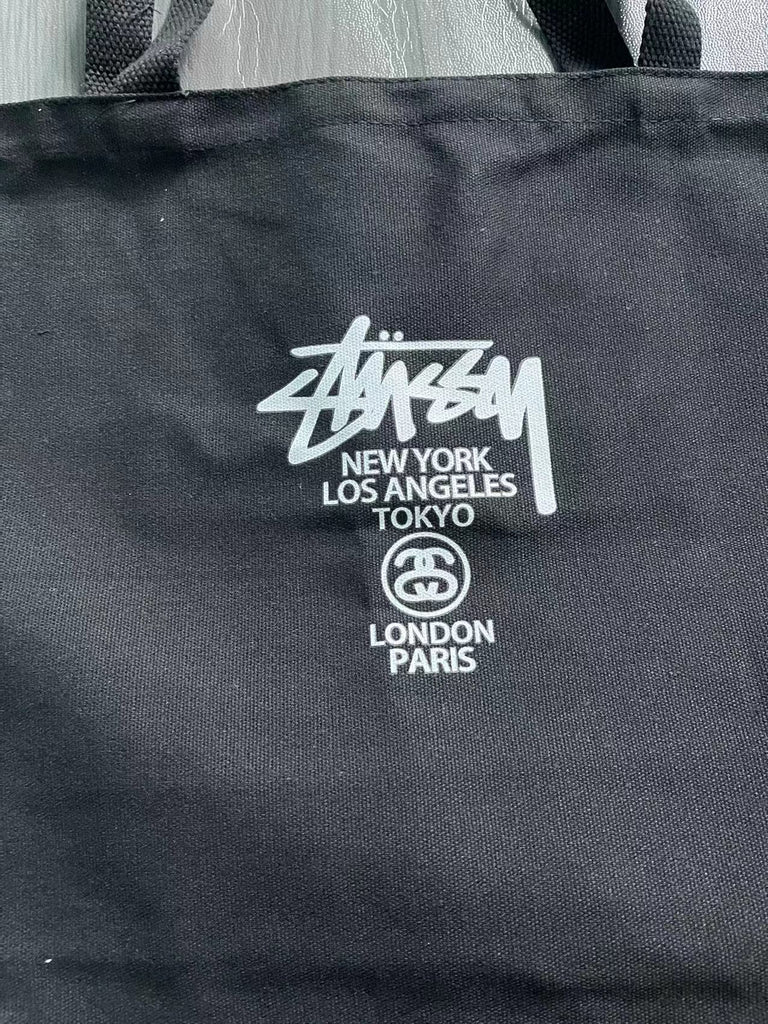 Stüssy
NEW YORK
LOS ANGELES
TOKYO
LONDON
PARIS